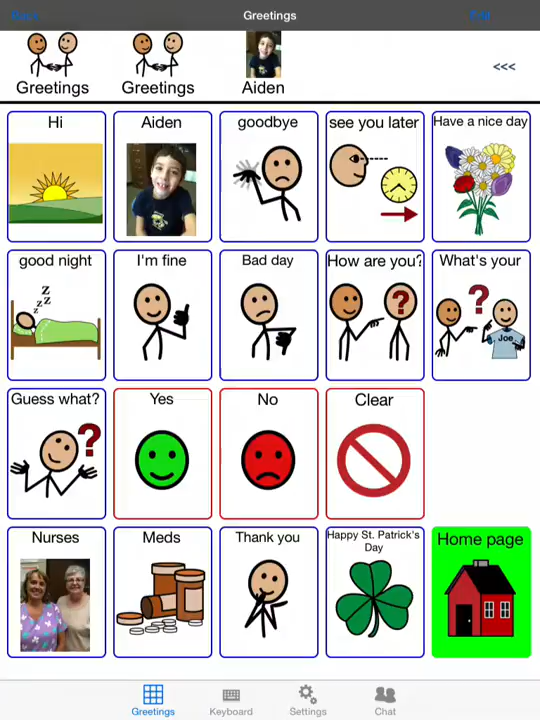 Back
Greetings
Edit
Greetings
Greetings
Aiden
<<<
Hi
Aiden
goodbye
see you later
Have a nice day
good night
I'm fine
Bad day
How are you?
What's your
z
z
z
z
Joe
Guess what?
Yes
No
Clear
Nurses
Meds
Thank you
Happy St. Patrick's
Day
Home page
Greetings
Keyboard
Settings
Chat